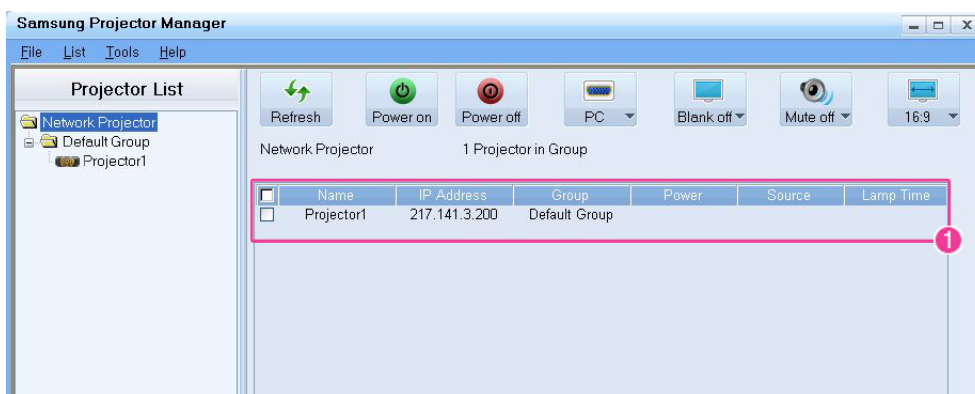 Samsung Projector Manager
File List Tools Help
Projector List
Network Projector
Default Group
Projector1
Refresh Power on Power off PC Blank off Mute off 16:9
Network Projector 1 Projector in Group
Name IP Address Group Power Source Lamp Time
Projector1 217.141.3.200 Default Group
1